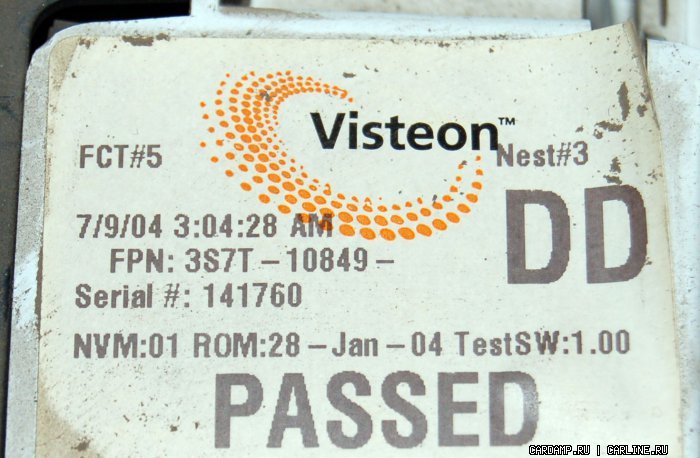 Visteon™
FCT#5 Nest#3
7/9/04 3:04:28 AM DD
FPN: 3S7T-10849-
Serial #: 141760
NVM:01 ROM:28-Jan-04 TestSW:1.00
PASSED
CARDAMP.RU | CARLINE.RU